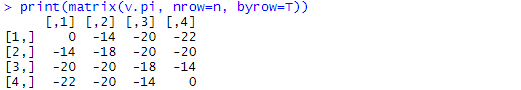 > print(matrix(v.pi, nrow=n, byrow=T))
     [,1] [,2] [,3] [,4]
[1,]    0  -14  -20  -22
[2,]  -14  -18  -20  -20
[3,]  -20  -20  -18  -14
[4,]  -22  -20  -14    0